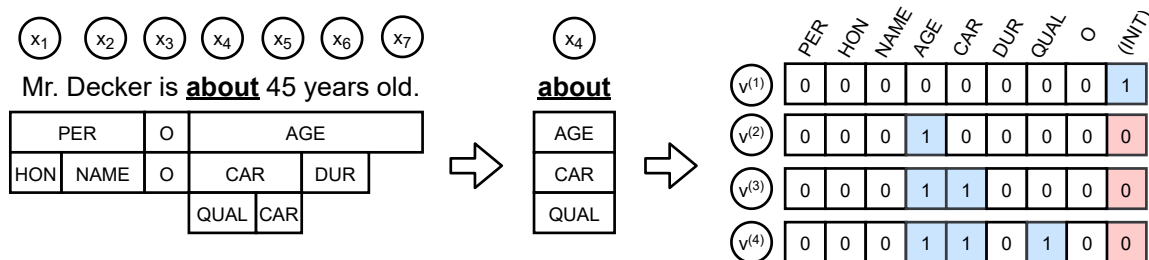 x1 x2 x3 x4 x5 x6 x7
Mr. Decker is about 45 years old.
PER O AGE
HON NAME O CAR DUR
QUAL CAR
x4
about
AGE
CAR
QUAL
PER HON NAME AGE CAR DUR QUAL O (INIT)
v(1) 0 0 0 0 0 0 0 0 1
v(2) 0 0 0 1 0 0 0 0 0
v(3) 0 0 0 1 1 0 0 0 0
v(4) 0 0 0 1 1 0 1 0 0